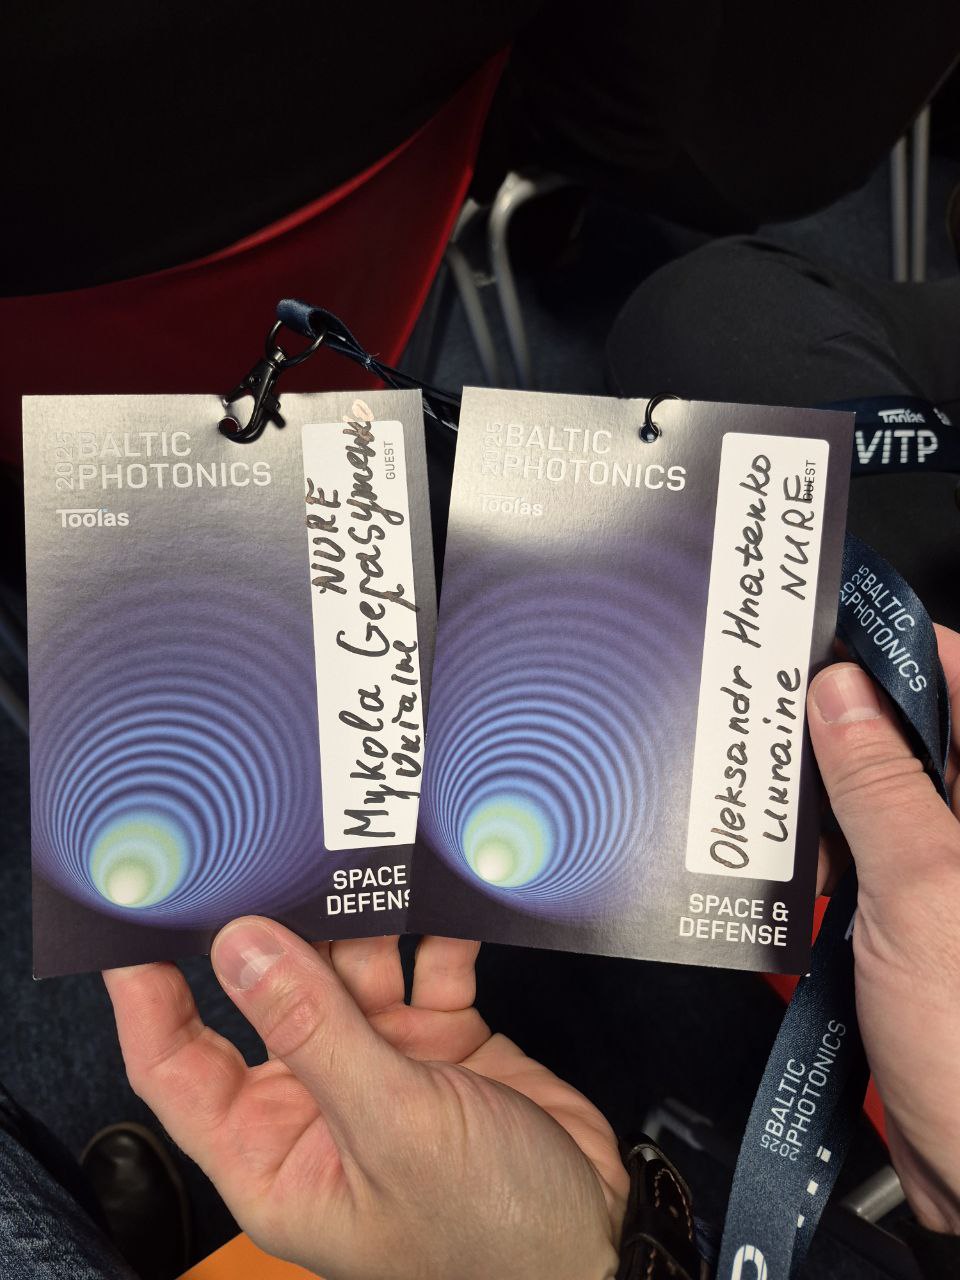 2025 BALTIC
PHOTONICS
Toolas
GUEST
NURE
Mykola Gerasymenko
Ukraine
SPACE
DEFENS
2025 BALTIC
PHOTONICS
Toolas
GUEST
Oleksandr Hnatenko
Ukraine NURE
SPACE &
DEFENSE
Toolas
VITP
2025 BALTIC
PHOTONICS
2025 BALTIC
PHOTONICS